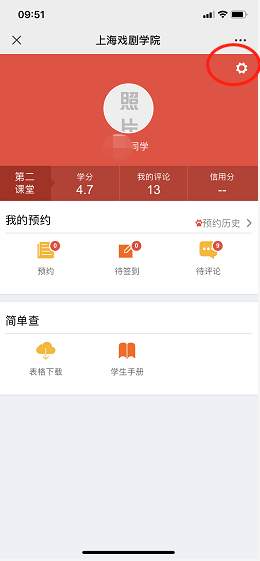 09:51
上海戏剧学院
照
片
同学
第二
课堂
学分
4.7
我的评论
13
信用分
--
我的预约
预约历史
0
0
9
预约
待签到
待评论
简单查
表格下载
学生手册